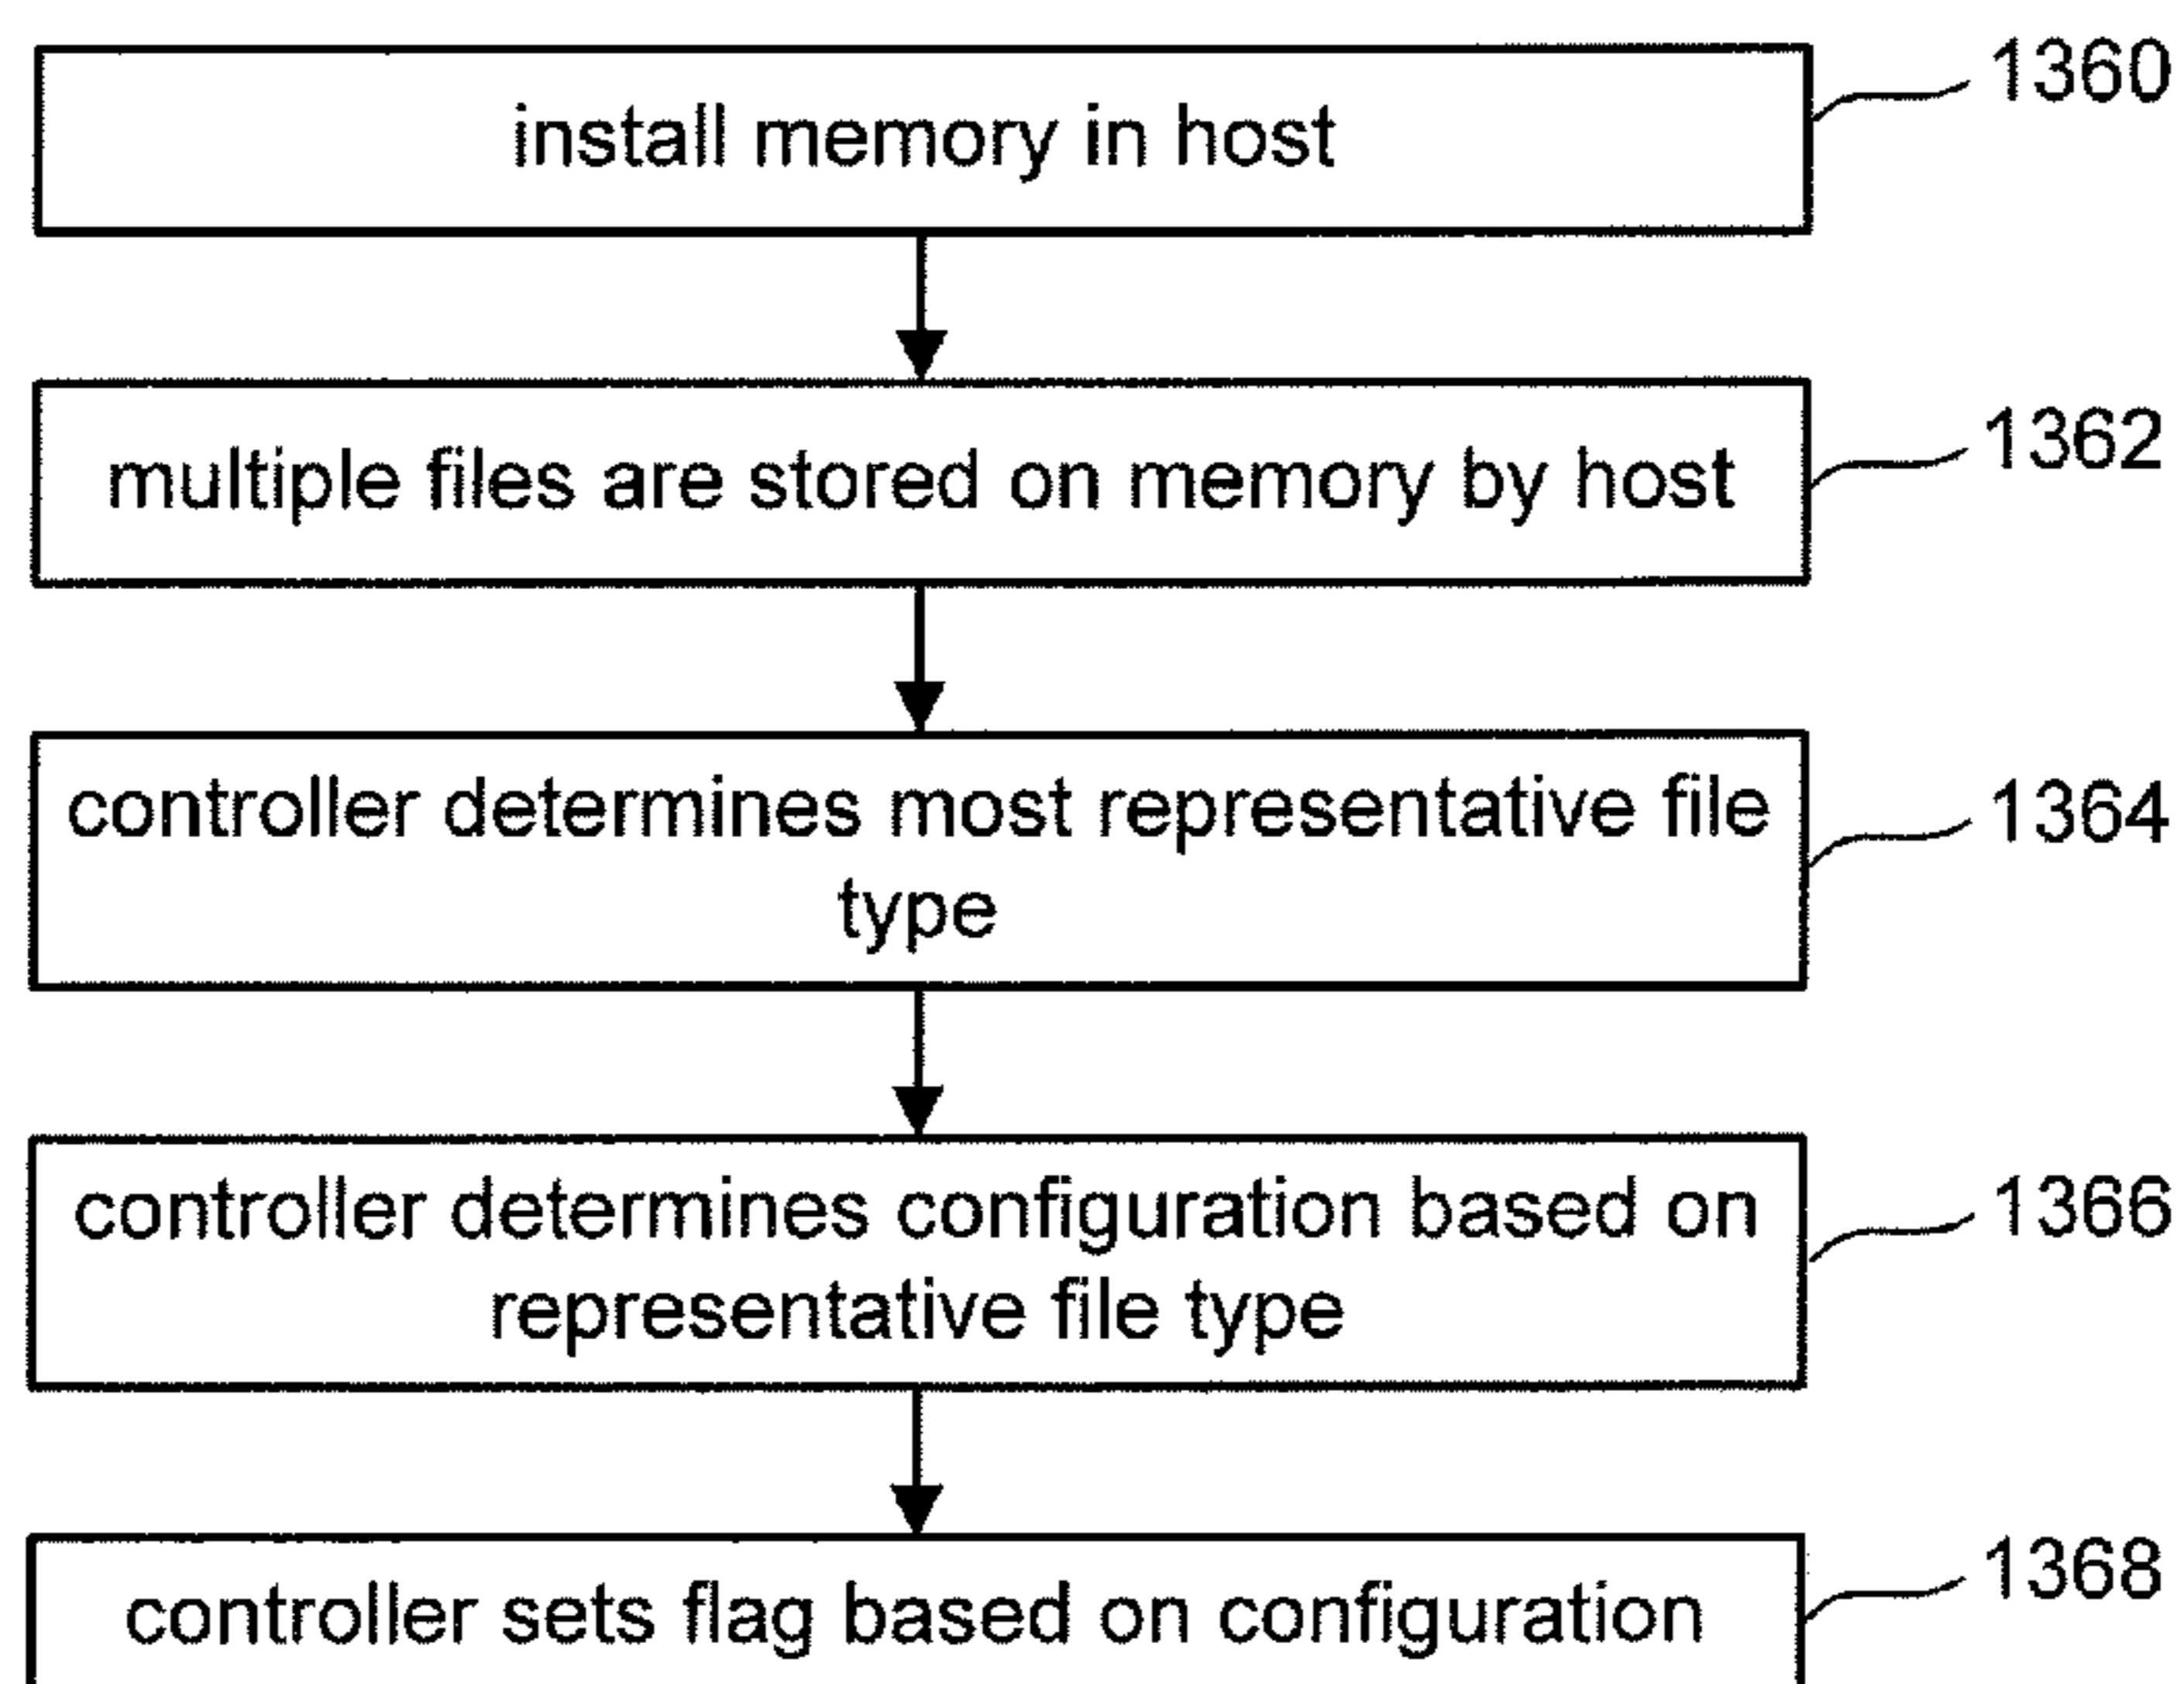 install memory in host
1360
multiple files are stored on memory by host
1362
controller determines most representative file
type
1364
controller determines configuration based on
representative file type
1366
controller sets flag based on configuration
1368